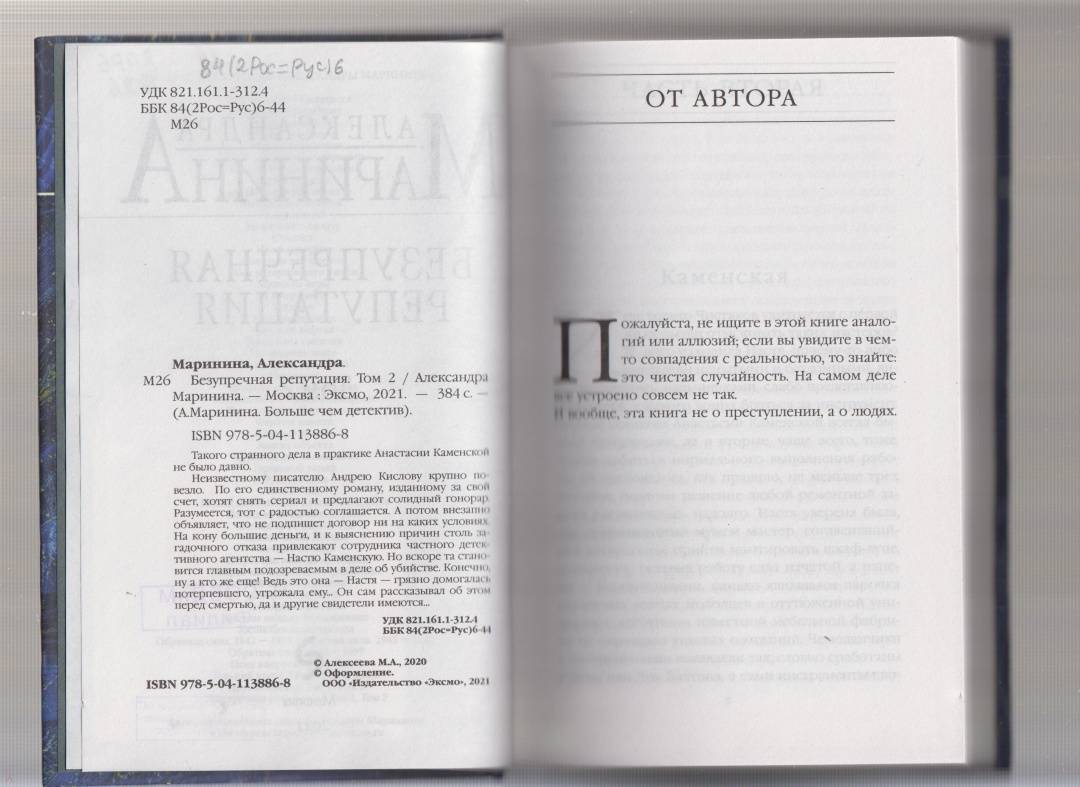 84(2Рос=Рус)6
УДК 821.161.1-312.4
ББК 84(2Рос=Рус)6-44
М26
Маринина, Александра.
М26 Безупречная репутация. Том 2 / Александра
Маринина. — Москва : Эксмо, 2021. — 384 с. —
(А.Маринина. Больше чем детектив).
ISBN 978-5-04-113886-8
Такого странного дела в практике Анастасии Каменской
не было давно.
Неизвестному писателю Андрею Кислову крупно по-
везло. По его единственному роману, изданному за свой
счет, хотят снять сериал и предлагают солидный гонорар.
Разумеется, тот с радостью соглашается. А потом внезапно
объявляет, что не подпишет договор ни на каких условиях.
На кону большие деньги, и к выяснению причин столь за-
гадочного отказа привлекают сотрудника частного детек-
тивного агентства — Настю Каменскую. Но вскоре та стано-
вится главным подозреваемым в деле об убийстве. Конечно,
ну а кто же еще! Ведь это она — Настя — грязно домогалась
потерпевшего, угрожала ему... Он сам рассказывал об этом
перед смертью, да и другие свидетели имеются...
УДК 821.161.1-312.4
ББК 84(2Рос=Рус)6-44
© Алексеева М.А., 2020
© Оформление.
ISBN 978-5-04-113886-8 ООО «Издательство «Эксмо», 2021
ОТ АВТОРА
Пожалуйста, не ищите в этой книге анало-
гий или аллюзий; если вы увидите в чем-
то совпадения с реальностью, то знайте:
это чистая случайность. На самом деле
все устроено совсем не так.
И вообще, эта книга не о преступлении, а о людях.